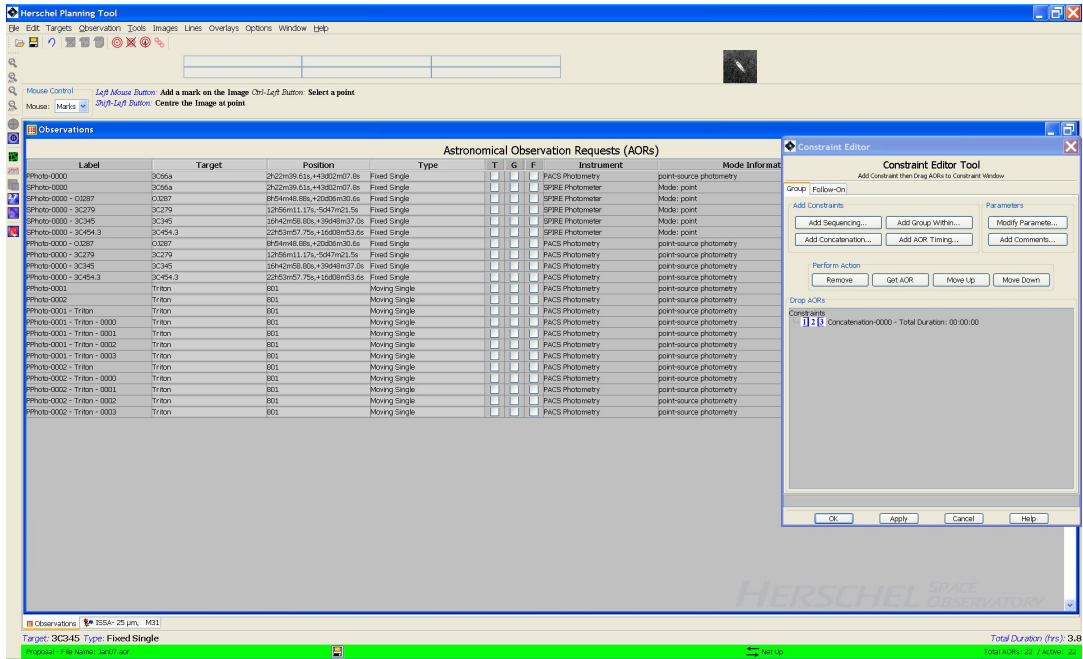 Herschel Planning Tool
File Edit Targets Observation Tools Images Lines Overlays Options Window Help
Mouse Control
Left Mouse Button: Add a mark on the Image Ctrl-Left Button: Select a point
Mouse: Marks
Shift-Left Button: Centre the Image at point
Observations
Astronomical Observation Requests (AORs)
Label Target Position Type T G F Instrument Mode Informat
PPhoto-0000 3C66a 2h22m39.61s,+43d02m07.8s Fixed Single PACS Photometry point-source photometry
SPhoto-0000 3C66a 2h22m39.61s,+43d02m07.8s Fixed Single SPIRE Photometer Mode: point
SPhoto-0000 - OJ287 OJ287 8h54m48.88s,+20d06m30.6s Fixed Single SPIRE Photometer Mode: point
SPhoto-0000 - 3C279 3C279 12h56m11.17s,-5d47m21.5s Fixed Single SPIRE Photometer Mode: point
SPhoto-0000 - 3C345 3C345 16h42m58.80s,+39d48m37.0s Fixed Single SPIRE Photometer Mode: point
SPhoto-0000 - 3C454.3 3C454.3 22h53m57.75s,+16d08m53.6s Fixed Single SPIRE Photometer Mode: point
PPhoto-0000 - OJ287 OJ287 8h54m48.88s,+20d06m30.6s Fixed Single PACS Photometry point-source photometry
PPhoto-0000 - 3C279 3C279 12h56m11.17s,-5d47m21.5s Fixed Single PACS Photometry point-source photometry
PPhoto-0000 - 3C345 3C345 16h42m58.80s,+39d48m37.0s Fixed Single PACS Photometry point-source photometry
PPhoto-0000 - 3C454.3 3C454.3 22h53m57.75s,+16d08m53.6s Fixed Single PACS Photometry point-source photometry
PPhoto-0001 Triton 801 Moving Single PACS Photometry point-source photometry
PPhoto-0002 Triton 801 Moving Single PACS Photometry point-source photometry
PPhoto-0001 - Triton Triton 801 Moving Single PACS Photometry point-source photometry
PPhoto-0001 - Triton - 0000 Triton 801 Moving Single PACS Photometry point-source photometry
PPhoto-0001 - Triton - 0001 Triton 801 Moving Single PACS Photometry point-source photometry
PPhoto-0001 - Triton - 0002 Triton 801 Moving Single PACS Photometry point-source photometry
PPhoto-0001 - Triton - 0003 Triton 801 Moving Single PACS Photometry point-source photometry
PPhoto-0002 - Triton Triton 801 Moving Single PACS Photometry point-source photometry
PPhoto-0002 - Triton - 0000 Triton 801 Moving Single PACS Photometry point-source photometry
PPhoto-0002 - Triton - 0001 Triton 801 Moving Single PACS Photometry point-source photometry
PPhoto-0002 - Triton - 0002 Triton 801 Moving Single PACS Photometry point-source photometry
PPhoto-0002 - Triton - 0003 Triton 801 Moving Single PACS Photometry point-source photometry
Constraint Editor
Constraint Editor Tool
Add Constraint then Drag AORs to Constraint Window
Group Follow-On
Add Constraints Parameters
Add Sequencing... Add Group Within... Modify Paramete...
Add Concatenation... Add AOR Timing... Add Comments...
Perform Action
Remove Get AOR Move Up Move Down
Drop AORs
Constraints
1 2 3 Concatenation-0000 - Total Duration: 00:00:00
OK Apply Cancel Help
HERSCHEL SPACE OBSERVATORY
Observations ISSA- 25 µm, M31
Target: 3C345 Type: Fixed Single Total Duration (hrs): 3.8
Proposal - File Name: Jan07.aor Net Up Total AORs: 22 / Active: 22